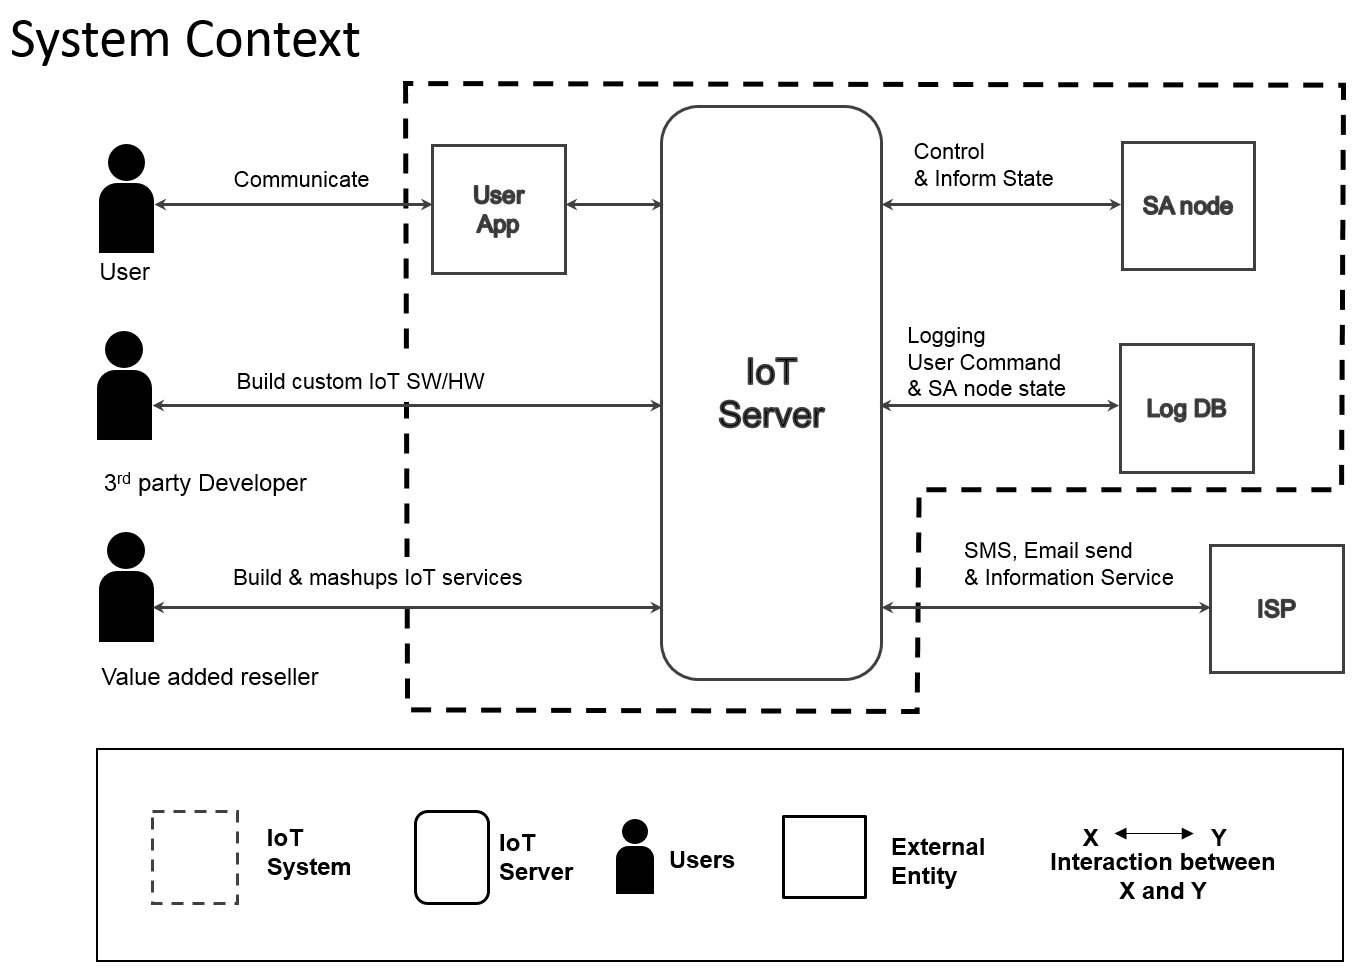 System Context
Communicate
User
App
Control
& Inform State
SA node
User
IoT
Server
Build custom IoT SW/HW
Logging
User Command
& SA node state
Log DB
3rd party Developer
Build & mashups IoT services
SMS, Email send
& Information Service
ISP
Value added reseller
IoT
System
IoT
Server
Users
External
Entity
X Y
Interaction between
X and Y